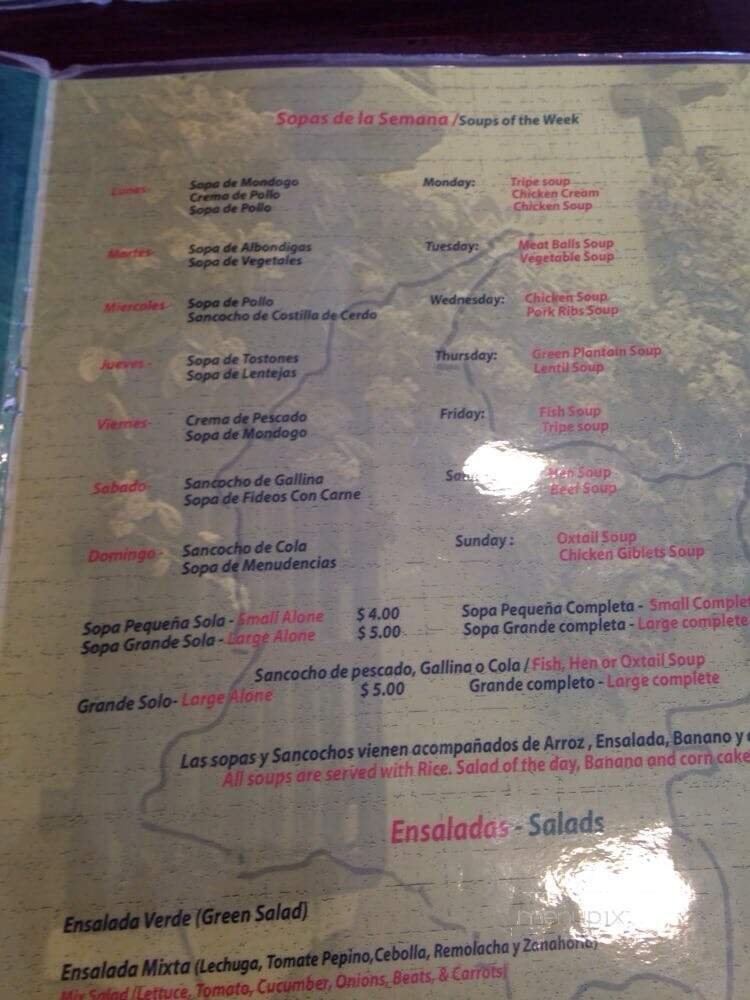 Sopas de la Semana /Soups of the Week
Lunes- Sopa de Mondogo Monday: Tripe soup
Crema de Pollo Chicken Cream
Sopa de Pollo Chicken Soup
Martes- Sopa de Albondigas Tuesday: Meat Balls Soup
Sopa de Vegetales Vegetable Soup
Miercoles- Sopa de Pollo Wednesday: Chicken Soup
Sancocho de Costilla de Cerdo Pork Ribs Soup
Jueves - Sopa de Tostones Thursday: Green Plantain Soup
Sopa de Lentejas Lentil Soup
Viernes- Crema de Pescado Friday: Fish Soup
Sopa de Mondogo Tripe soup
Sabado- Sancocho de Gallina Hen Soup
Sopa de Fideos Con Carne Beef Soup
Domingo - Sancocho de Cola Sunday : Oxtail Soup
Sopa de Menudencias Chicken Giblets Soup
Sopa Pequeña Sola - Small Alone $ 4.00 Sopa Pequeña Completa - Small
Sopa Grande Sola - Large Alone $ 5.00 Sopa Grande completa - Large complete
Sancocho de pescado, Gallina o Cola / Fish, Hen or Oxtail Soup
Grande Solo- Large Alone $ 5.00 Grande completo - Large complete
Las sopas y Sancochos vienen acompañados de Arroz , Ensalada, Banano y
All soups are served with Rice. Salad of the day, Banana and corn cake
Ensaladas - Salads
Ensalada Verde (Green Salad)
menupix
Ensalada Mixta (Lechuga, Tomate Pepino,Cebolla, Remolacha y Zanahoria)
Mix Salad (Lettuce, Tomato, Cucumber, Onions, Beats, & Carrots)